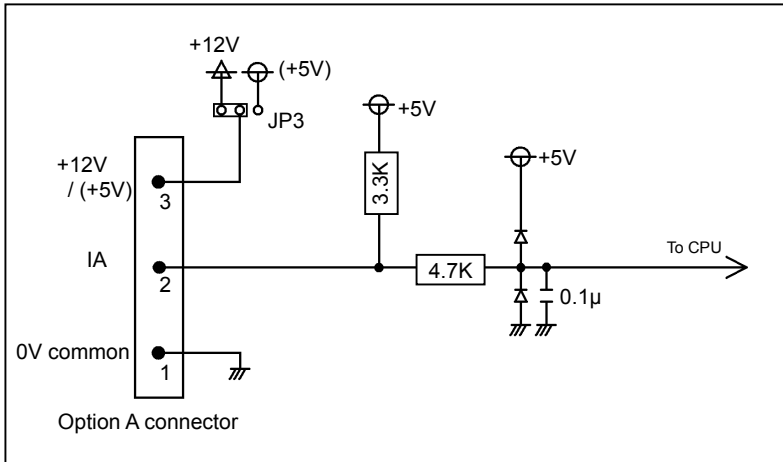 +12V
(+5V)
JP3
+5V
+12V
/ (+5V)
3
3.3K
+5V
IA
2
4.7K
To CPU
0.1µ
0V common
1
Option A connector